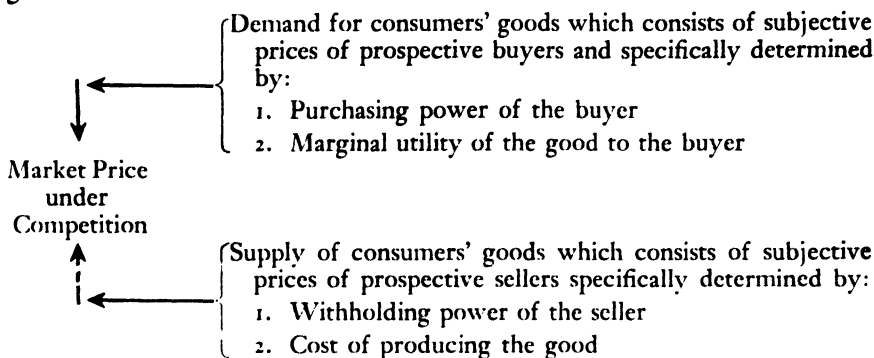 Demand for consumers' goods which consists of subjective
prices of prospective buyers and specifically determined
by:
1. Purchasing power of the buyer
2. Marginal utility of the good to the buyer
Market Price
under
Competition
Supply of consumers' goods which consists of subjective
prices of prospective sellers specifically determined by:
1. Withholding power of the seller
2. Cost of producing the good